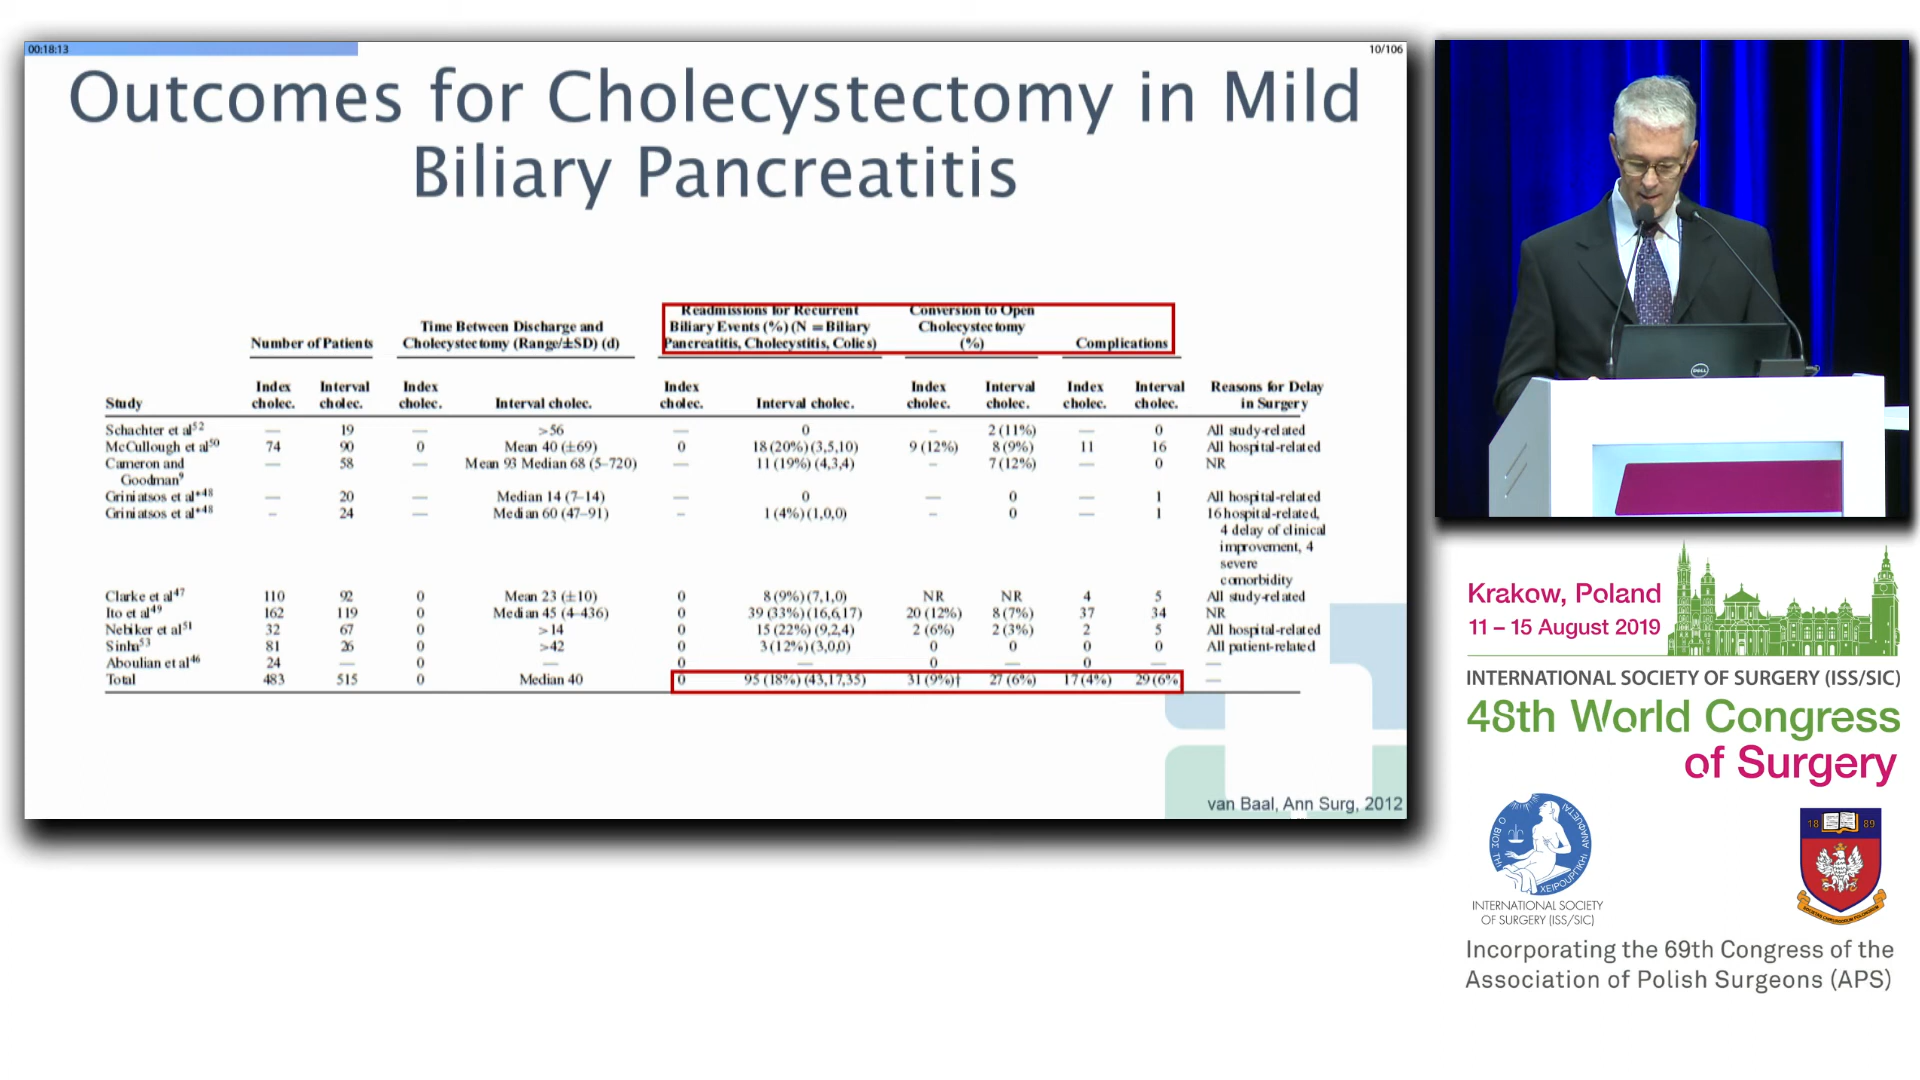 00:18:13
10/106
Outcomes for Cholecystectomy in Mild
Biliary Pancreatitis
Number of Patients
Time Between Discharge and
Cholecystectomy (Range/±SD) (d)
Readmissions for Recurrent
Biliary Events (%) (N = Biliary
Pancreatitis, Cholecystitis, Colics)
Conversion to Open
Cholecystectomy
(%)
Complications
Study
Index
cholec.
Interval
cholec.
Index
cholec.
Interval cholec.
Index
cholec.
Interval cholec.
Index
cholec.
Interval
cholec.
Index
cholec.
Interval
cholec.
Reasons for Delay
in Surgery
Schachter et al52 — 19 >56 — 0 – 2 (11%) — 0 All study-related
McCullough et al50 74 90 0 Mean 40 (±69) 0 18 (20%) (3,5,10) 9 (12%) 8 (9%) 11 16 All hospital-related
Cameron and — 58 — Mean 93 Median 68 (5–720) — 11 (19%) (4,3,4) – 7 (12%) 0 NR
Goodman9
Griniatsos et al*48 — 20 — Median 14 (7–14) — 0 — 0 — 1 All hospital-related
Griniatsos et al*48 – 24 — Median 60 (47–91) – 1 (4%) (1,0,0) – 0 — 1 16 hospital-related,
4 delay of clinical
improvement, 4
severe
comorbidity
Clarke et al47 110 92 0 Mean 23 (±10) 0 8 (9%) (7,1,0) NR NR 4 5 All study-related
Ito et al49 162 119 0 Median 45 (4–436) 0 39 (33%) (16,6,17) 20 (12%) 8 (7%) 37 34 NR
Nebiker et al51 32 67 0 >14 0 15 (22%) (9,2,4) 2 (6%) 2 (3%) 2 5 All hospital-related
Sinha53 81 26 0 >42 0 3 (12%) (3,0,0) 0 0 0 0 All patient-related
Aboulian et al46 24 — 0 — 0 — 0 — 0 — —
Total 483 515 0 Median 40 0 95 (18%) (43,17,35) 31 (9%)† 27 (6%) 17 (4%) 29 (6% —
van Baal, Ann Surg, 2012
DELL
Krakow, Poland
11 – 15 August 2019
INTERNATIONAL SOCIETY OF SURGERY (ISS/SIC)
48th World Congress
of Surgery
18 89
INTERNATIONAL SOCIETY
OF SURGERY (ISS/SIC)
Incorporating the 69th Congress of the
Association of Polish Surgeons (APS)